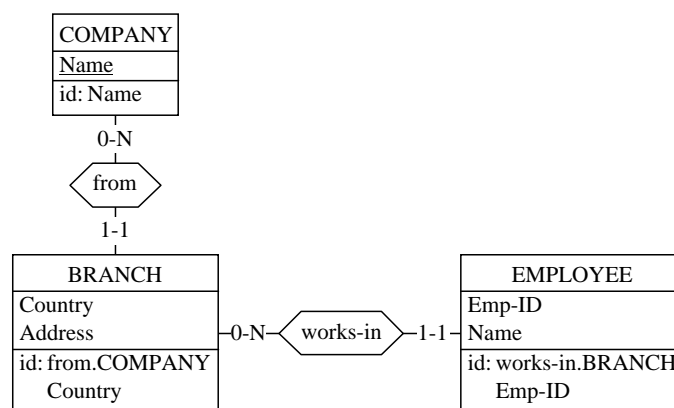 COMPANY
Name
id: Name
0-N
from
1-1
BRANCH
Country
Address
id: from.COMPANY
Country
0-N
works-in
1-1
EMPLOYEE
Emp-ID
Name
id: works-in.BRANCH
Emp-ID